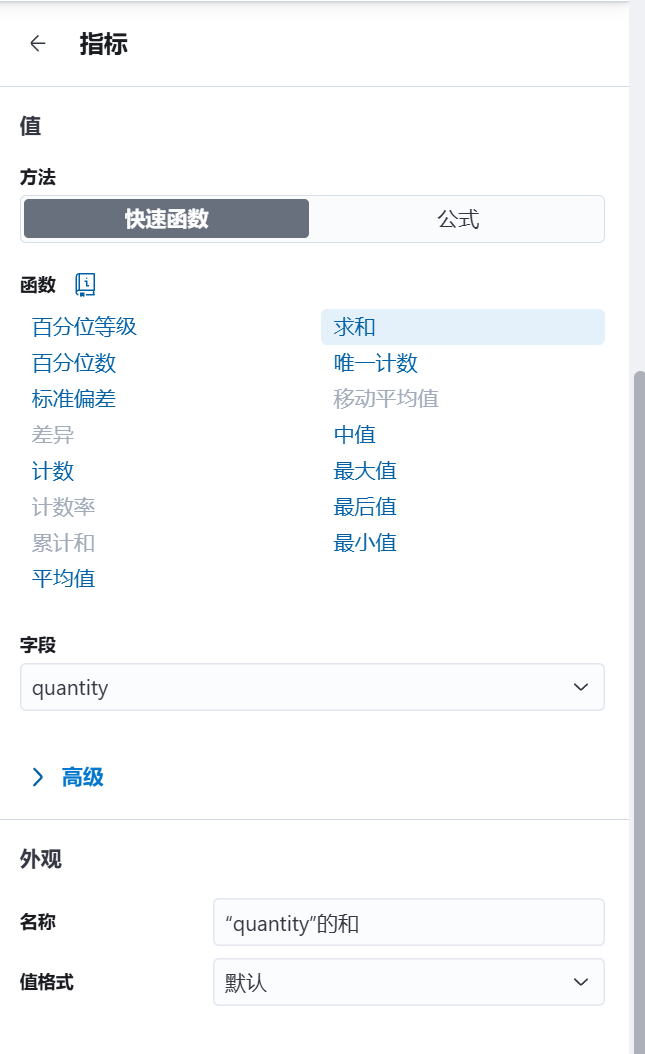 指标
值
方法
快速函数 公式
函数
百分位等级 求和
百分位数 唯一计数
标准偏差 移动平均值
差异 中值
计数 最大值
计数率 最后值
累计和 最小值
平均值
字段
quantity
高级
外观
名称 “quantity”的和
值格式 默认